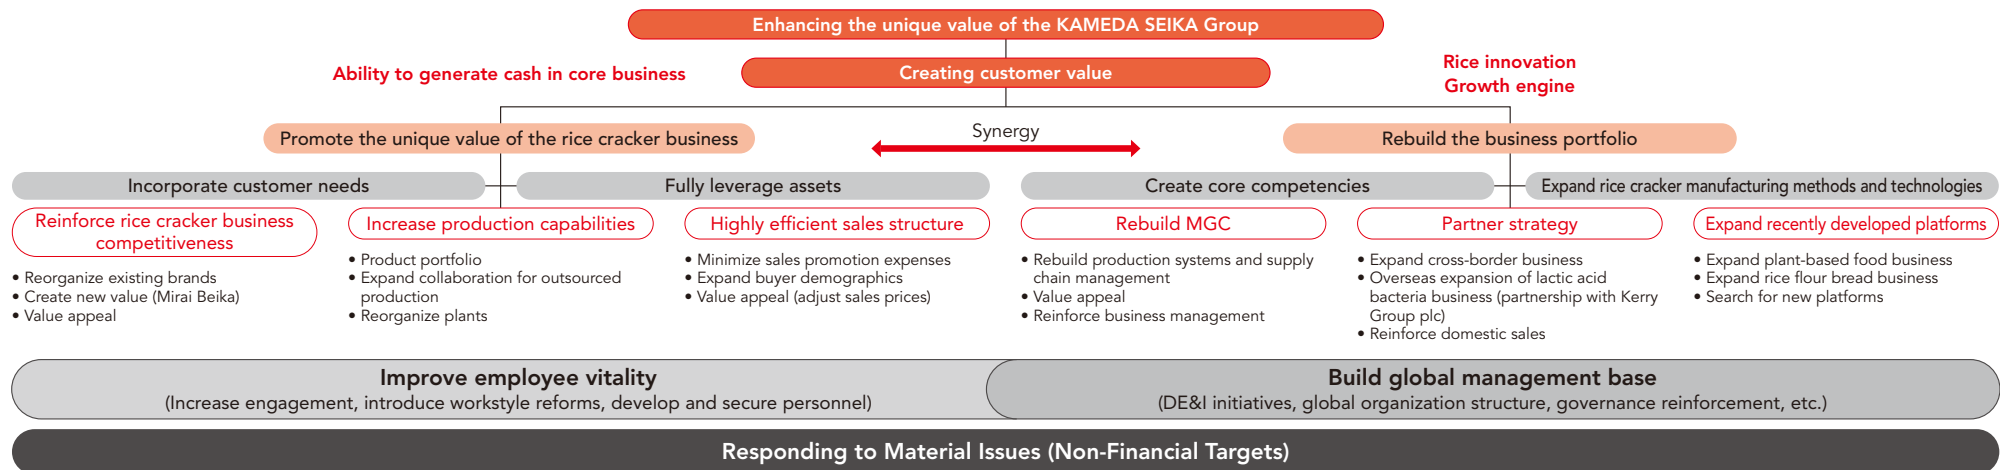 Enhancing the unique value of the KAMEDA SEIKA Group
Ability to generate cash in core business
Creating customer value
Rice innovation
Growth engine
Promote the unique value of the rice cracker business
Synergy
Rebuild the business portfolio
Incorporate customer needs
Fully leverage assets
Create core competencies
Expand rice cracker manufacturing methods and technologies
Reinforce rice cracker business
competitiveness
• Reorganize existing brands
• Create new value (Mirai Beika)
• Value appeal
Increase production capabilities
• Product portfolio
• Expand collaboration for outsourced
production
• Reorganize plants
Highly efficient sales structure
• Minimize sales promotion expenses
• Expand buyer demographics
• Value appeal (adjust sales prices)
Rebuild MGC
• Rebuild production systems and supply
chain management
• Value appeal
• Reinforce business management
Partner strategy
• Expand cross-border business
• Overseas expansion of lactic acid
bacteria business (partnership with Kerry
Group plc)
• Reinforce domestic sales
Expand recently developed platforms
• Expand plant-based food business
• Expand rice flour bread business
• Search for new platforms
Improve employee vitality
(Increase engagement, introduce workstyle reforms, develop and secure personnel)
Build global management base
(DE&I initiatives, global organization structure, governance reinforcement, etc.)
Responding to Material Issues (Non-Financial Targets)